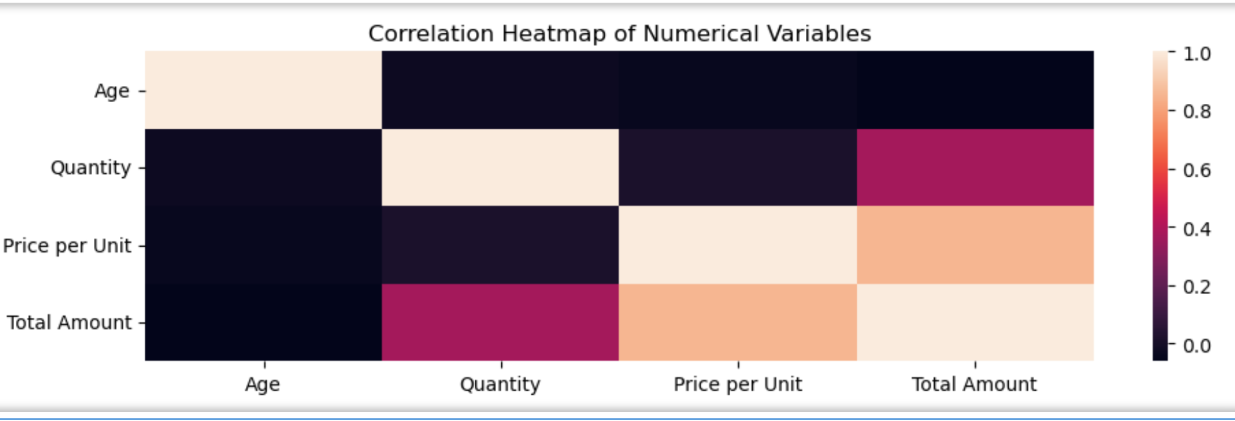 Correlation Heatmap of Numerical Variables
Age
Quantity
Price per Unit
Total Amount
Age Quantity Price per Unit Total Amount
1.0
0.8
0.6
0.4
0.2
0.0